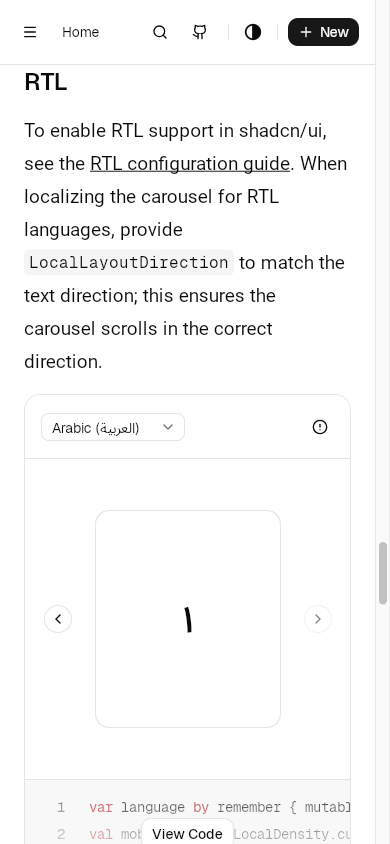 Home
New
RTL
To enable RTL support in shadcn/ui,
see the RTL configuration guide. When
localizing the carousel for RTL
languages, provide
LocalLayoutDirection to match the
text direction; this ensures the
carousel scrolls in the correct
direction.
Arabic (العربية)
١
1 var language by remember { mutabl
2 val mob LocalDensity.cu
View Code